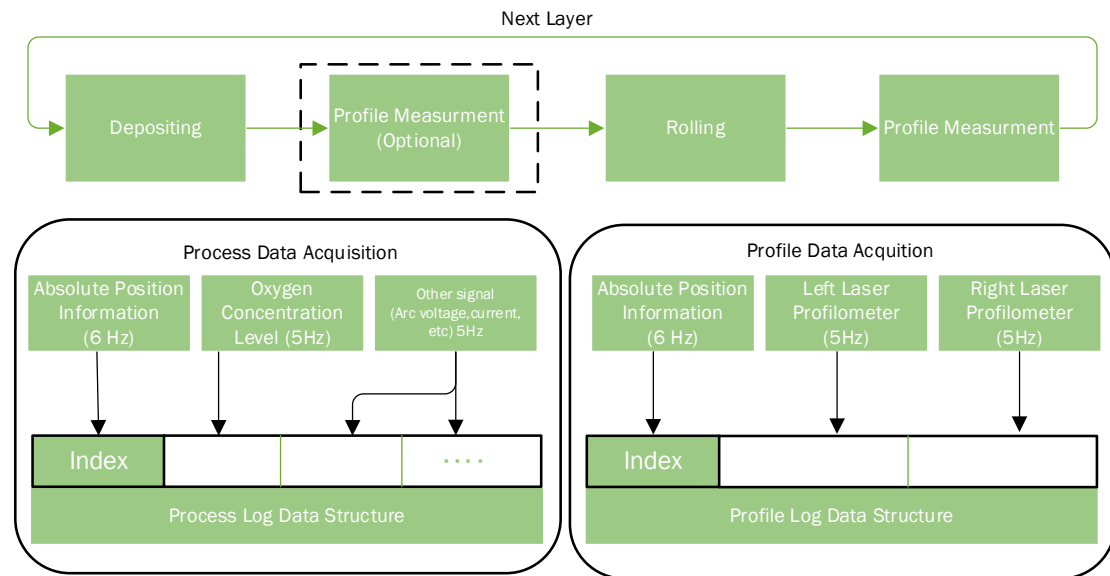 Next Layer
Depositing
Profile Measurment
(Optional)
Rolling
Profile Measurment
Process Data Acquisition
Absolute Position
Information
(6 Hz)
Oxygen
Concentration
Level (5Hz)
Other signal
(Arc voltage,current,
etc) 5Hz
Index
....
Process Log Data Structure
Profile Data Acquition
Absolute Position
Information
(6 Hz)
Left Laser
Profilometer
(5Hz)
Right Laser
Profilometer
(5Hz)
Index
Profile Log Data Structure